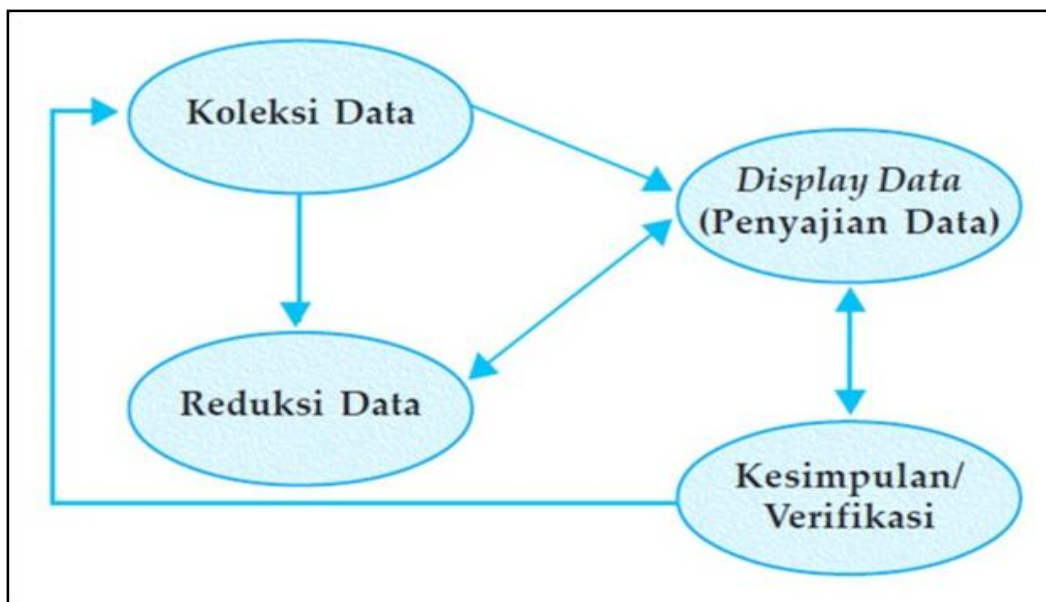 Koleksi Data
Display Data
(Penyajian Data)
Reduksi Data
Kesimpulan/
Verifikasi